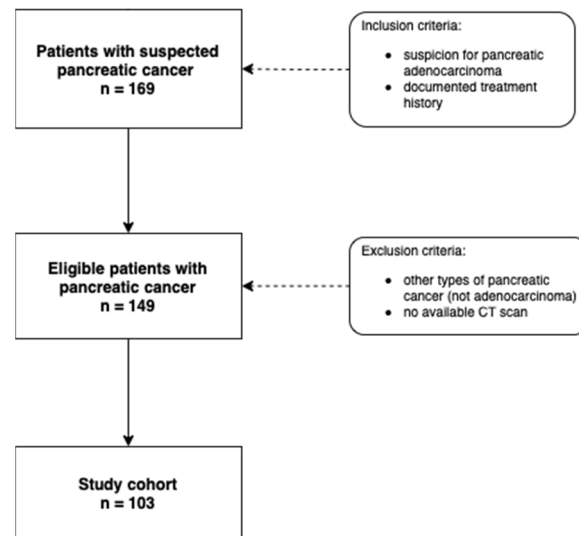 Patients with suspected
pancreatic cancer
n = 169
Inclusion criteria:
• suspicion for pancreatic
adenocarcinoma
• documented treatment
history
Eligible patients with
pancreatic cancer
n = 149
Exclusion criteria:
• other types of pancreatic
cancer (not adenocarcinoma)
• no available CT scan
Study cohort
n = 103